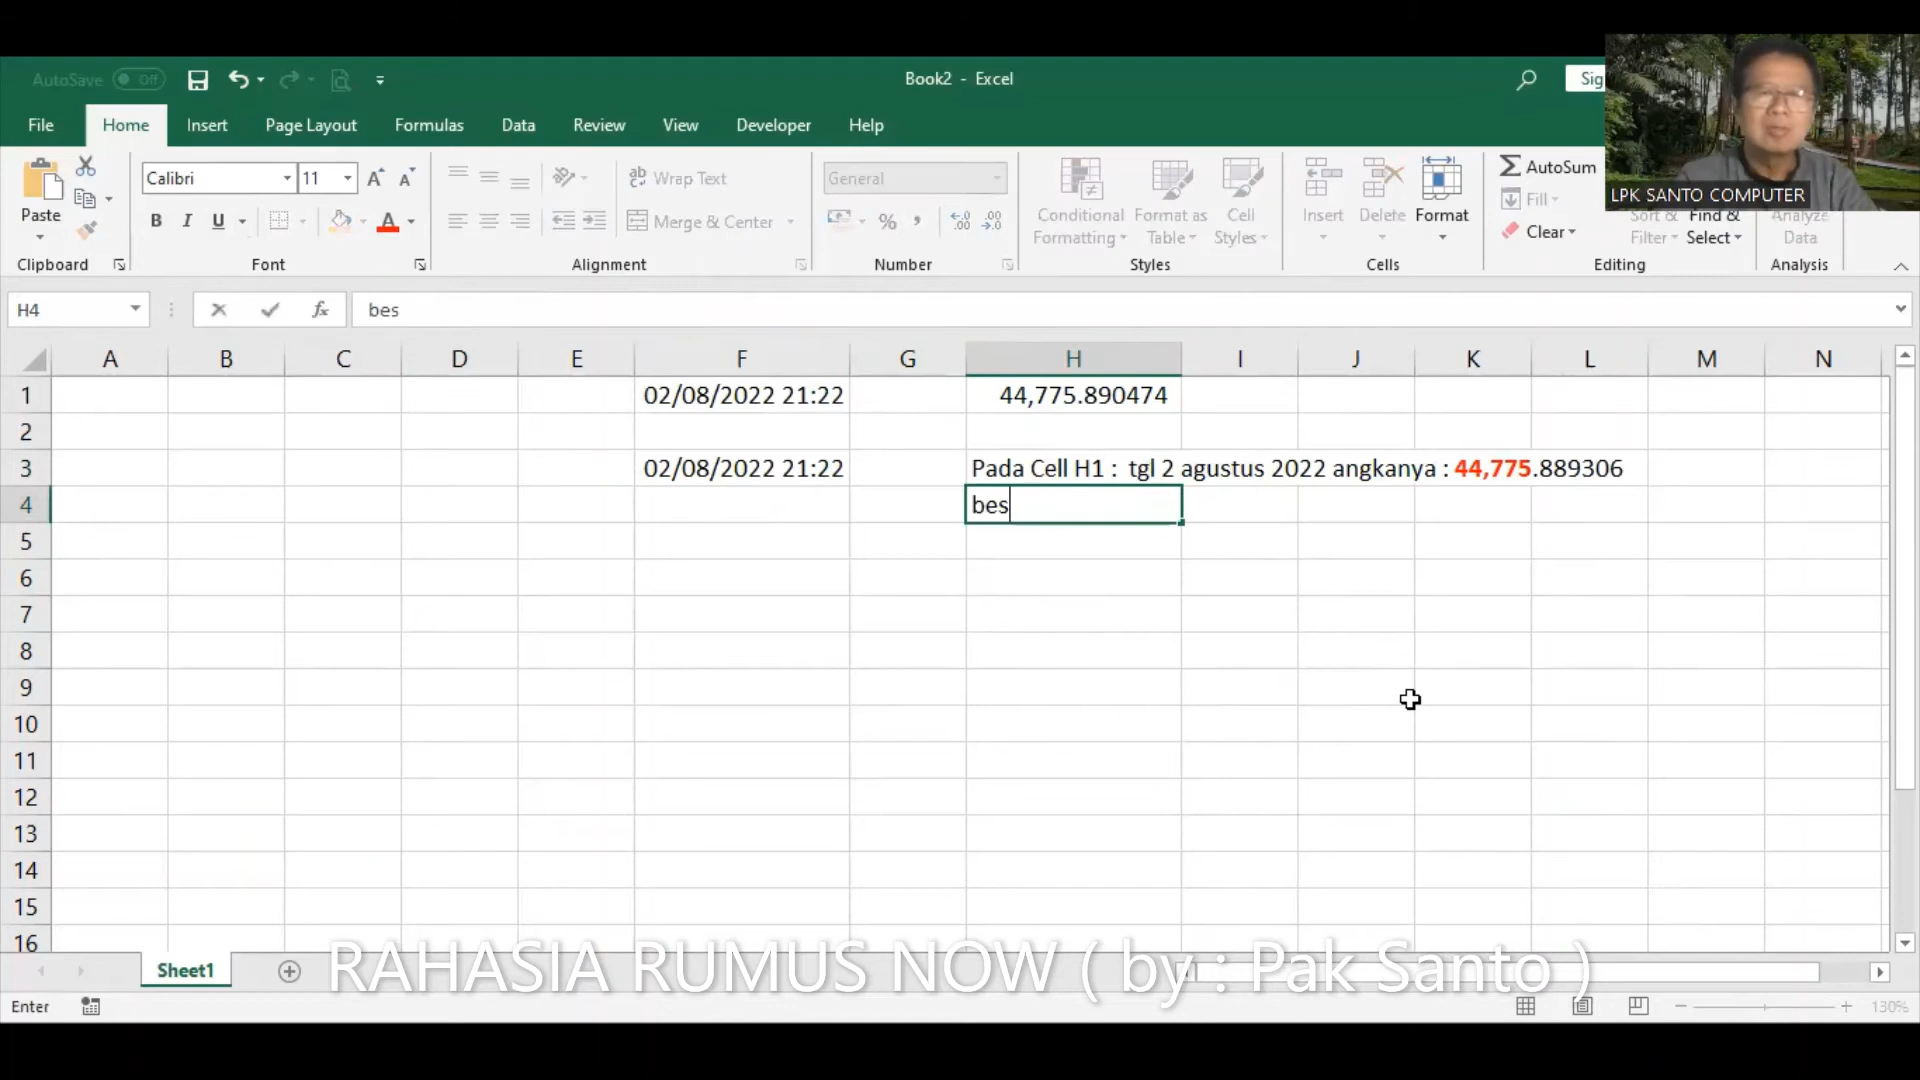 AutoSave Off
Book2 - Excel
Sig
File Home Insert Page Layout Formulas Data Review View Developer Help
LPK SANTO COMPUTER
Paste
Calibri 11
Wrap Text
General
Conditional Formatting
Format as Table
Cell Styles
Insert
Delete
Format
AutoSum
Fill
Clear
Sort & Filter
Find & Select
Analyze Data
B I U
Merge & Center
Clipboard Font Alignment Number Styles Cells Editing Analysis
H4 fx bes
A B C D E F G H I J K L M N
1 02/08/2022 21:22 44,775.890474
2
3 02/08/2022 21:22 Pada Cell H1 : tgl 2 agustus 2022 angkanya : 44,775.889306
4 bes
5
6
7
8
9
10
11
12
13
14
15
16
Sheet1
RAHASIA RUMUS NOW ( by : Pak Santo )
Enter
130%